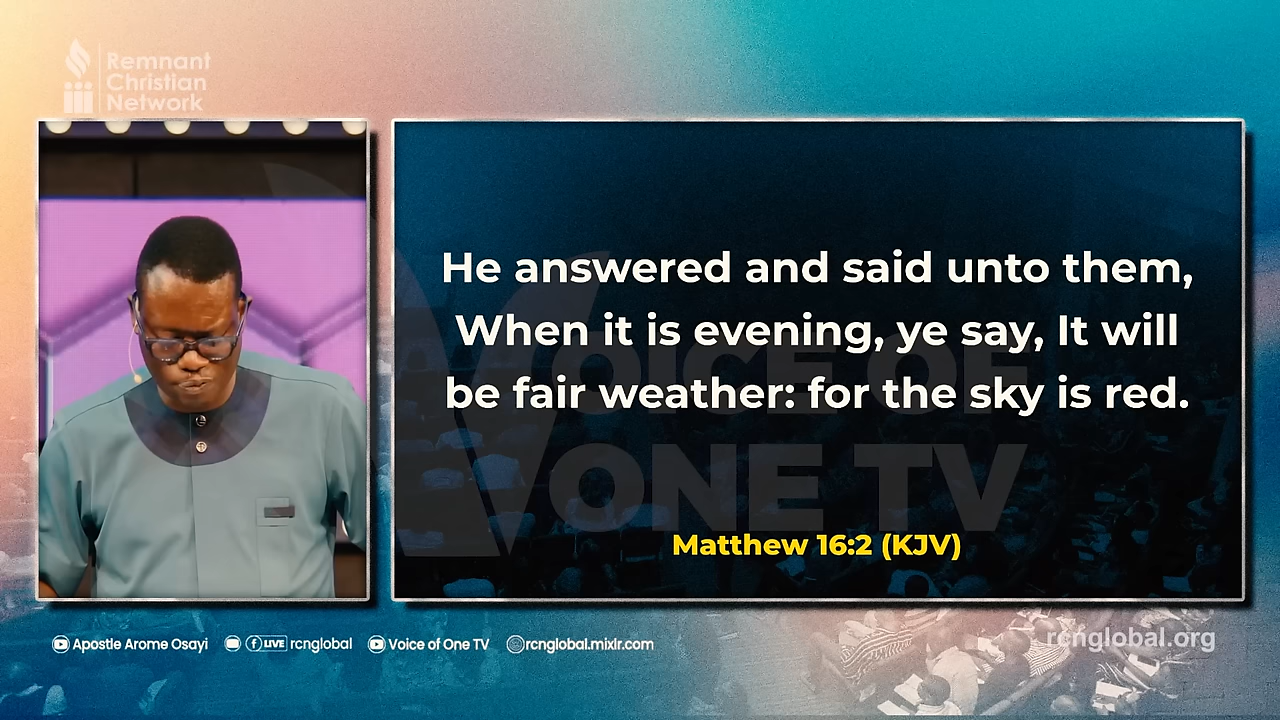 Remnant
Christian
Network
He answered and said unto them,
When it is evening, ye say, It will
be fair weather: for the sky is red.
VOICE OF
ONE TV
Matthew 16:2 (KJV)
Apostle Arome Osayi LIVE rcnglobal Voice of One TV rcnglobal.mixlr.com
rcnglobal.org